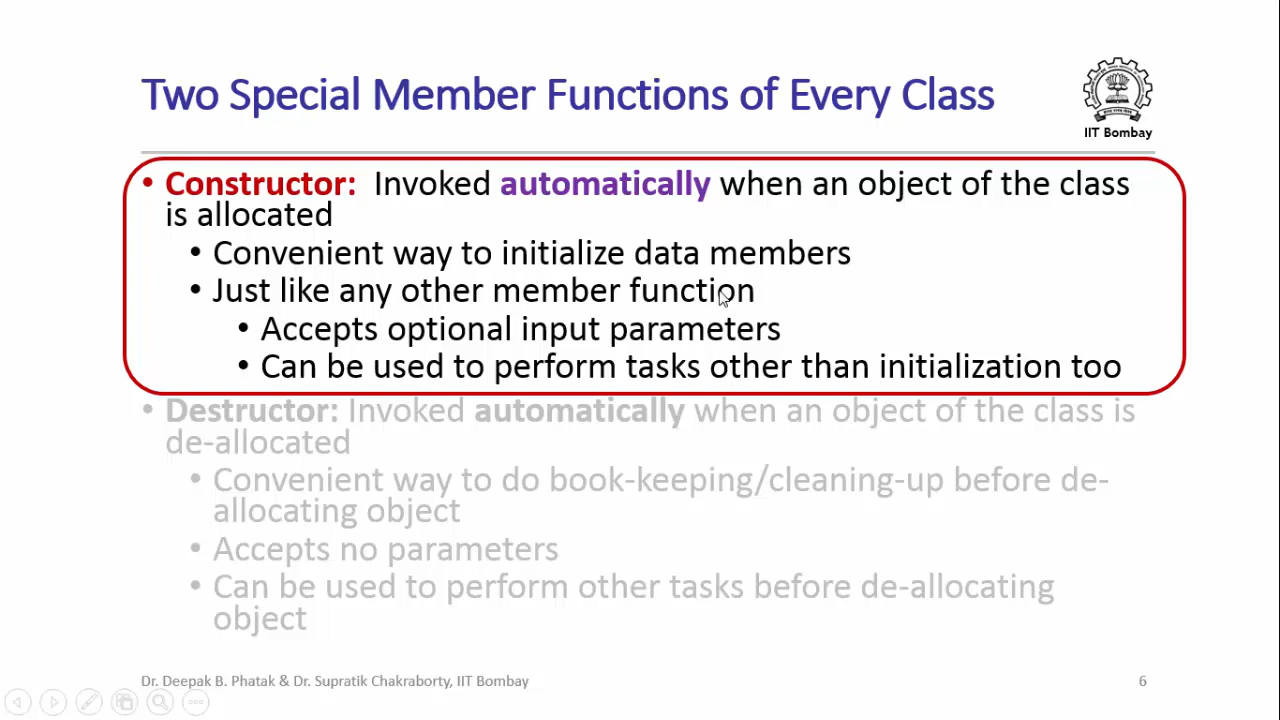 Two Special Member Functions of Every Class
IIT Bombay
• Constructor: Invoked automatically when an object of the class
is allocated
• Convenient way to initialize data members
• Just like any other member function
• Accepts optional input parameters
• Can be used to perform tasks other than initialization too
• Destructor: Invoked automatically when an object of the class is
de-allocated
• Convenient way to do book-keeping/cleaning-up before de-
allocating object
• Accepts no parameters
• Can be used to perform other tasks before de-allocating
object
Dr. Deepak B. Phatak & Dr. Supratik Chakraborty, IIT Bombay
6